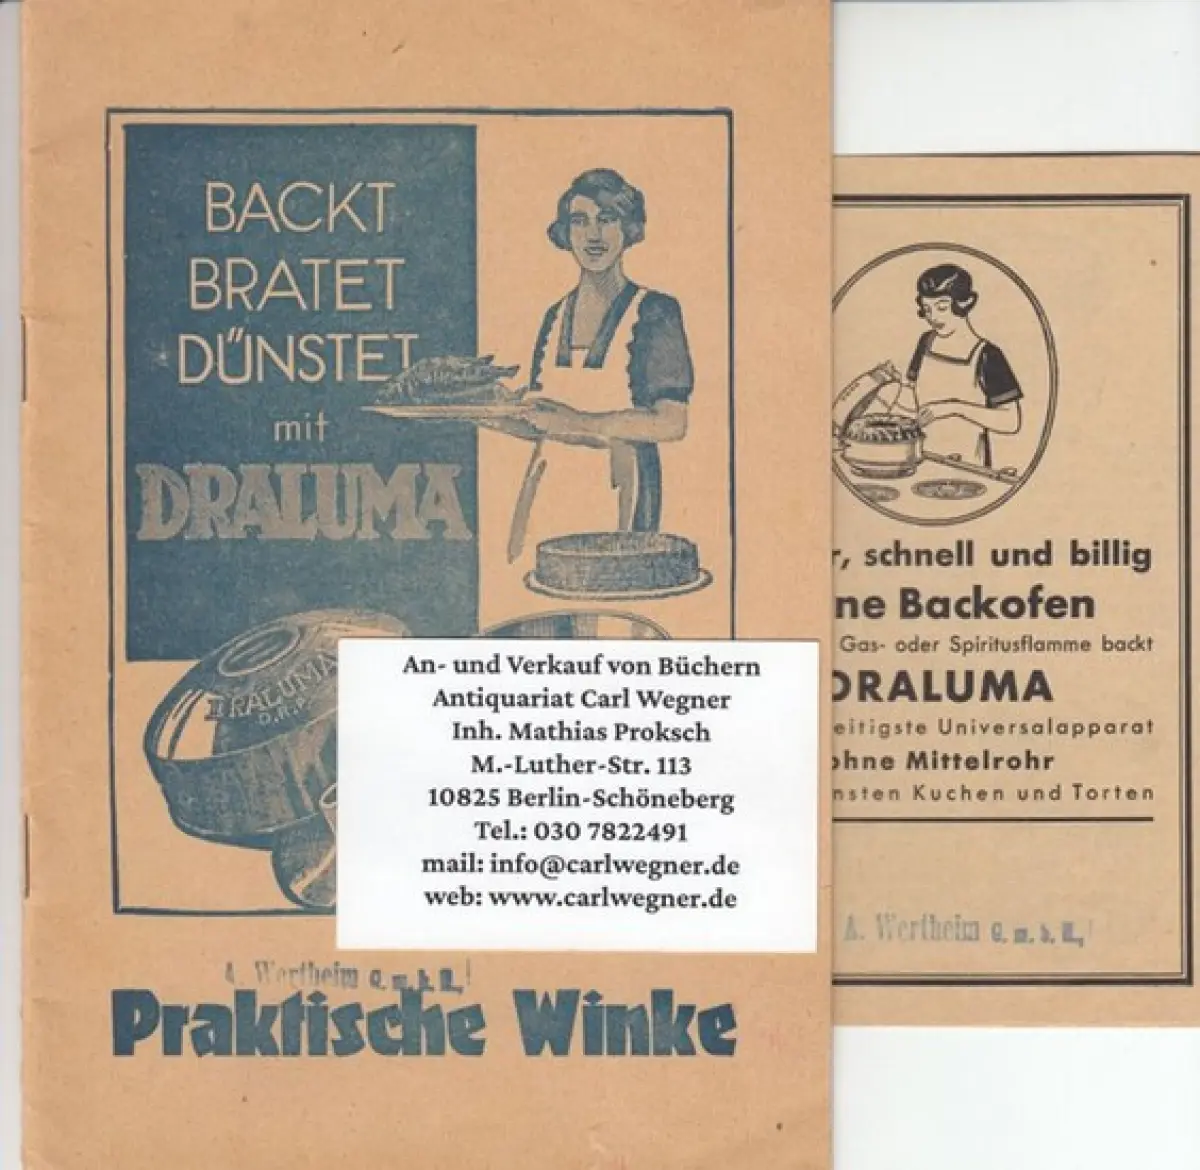 BACKT
BRATET
DÜNSTET
mit
DRALUMA
DRALUMA
D.R.P.
An- und Verkauf von Büchern
Antiquariat Carl Wegner
Inh. Mathias Proksch
M.-Luther-Str. 113
10825 Berlin-Schöneberg
Tel.: 030 7822491
mail: info@carlwegner.de
web: www.carlwegner.de
A. Wertheim G.m.b.H.
Praktische Winke
r, schnell und billig
ne Backofen
Gas- oder Spiritusflamme backt
DRALUMA
eitigste Universalapparat
ohne Mittelrohr
nsten Kuchen und Torten
A. Wertheim G.m.b.H.,